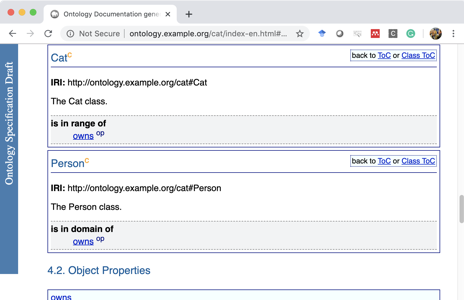 Ontology Documentation gene
Not Secure
ontology.example.org/cat/index-en.html#...
Ontology Specification Draft
Cat C
back to ToC or Class ToC
IRI: http://ontology.example.org/cat#Cat
The Cat class.
is in range of
owns op
Person C
back to ToC or Class ToC
IRI: http://ontology.example.org/cat#Person
The Person class.
is in domain of
owns op
4.2. Object Properties
owns